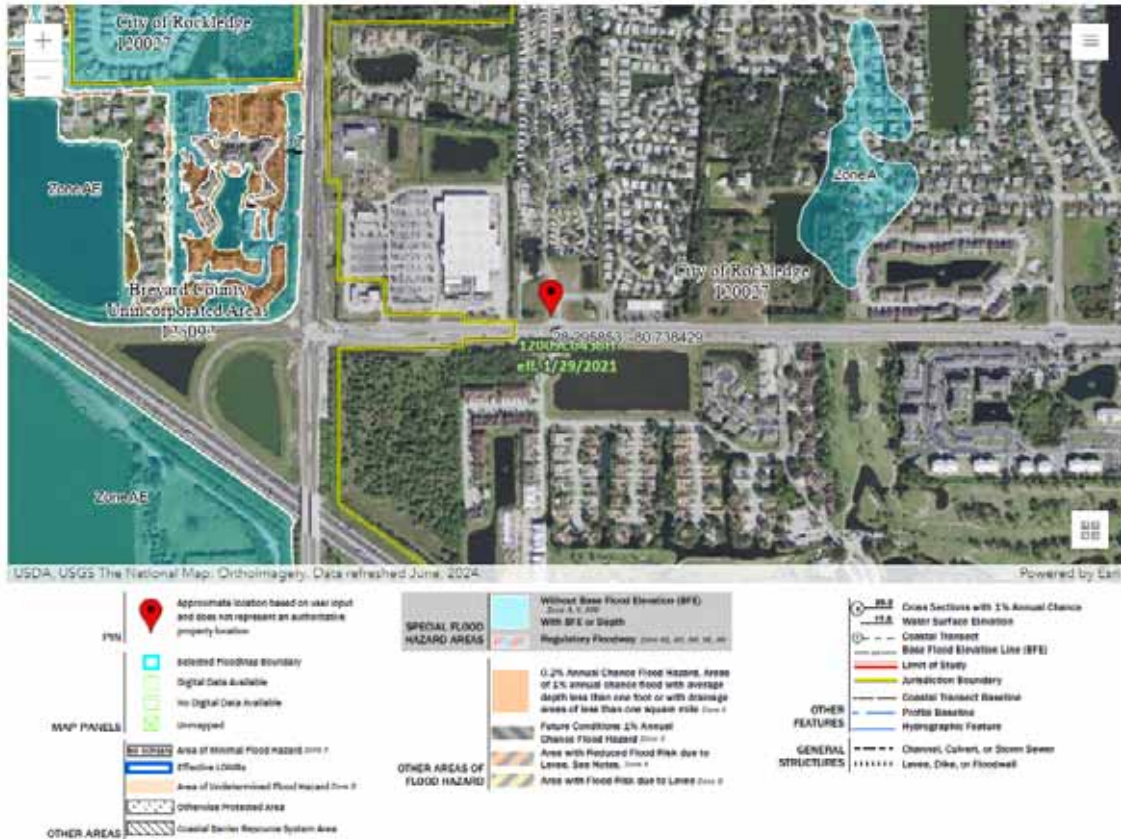 City of Rockledge
120027
Zone AE
Brevard County
Unincorporated Areas
Zone A
City of Rockledge
120027
28.295853, -80.738429
eff. 1/29/2021
Zone AE
USDA, USGS The National Map: Orthoimagery. Data refreshed June, 2024.
Powered by Esri
PIN
Approximate location based on user input
and does not represent an authoritative
property location
MAP PANELS
Selected FloodMap Boundary
Digital Data Available
No Digital Data Available
Unmapped
OTHER AREAS
Area of Minimal Flood Hazard Zone X
Effective LOMRs
Area of Undetermined Flood Hazard Zone D
Otherwise Protected Area
Coastal Barrier Resource System Area
SPECIAL FLOOD
HAZARD AREAS
Without Base Flood Elevation (BFE)
Zone A, V, A99
With BFE or Depth
Regulatory Floodway
OTHER AREAS OF
FLOOD HAZARD
0.2% Annual Chance Flood Hazard, Areas
of 1% annual chance flood with average
depth less than one foot or with drainage
areas of less than one square mile Zone X
Future Conditions 1% Annual
Chance Flood Hazard Zone X
Area with Reduced Flood Risk due to
Levee. See Notes. Zone X
Area with Flood Risk due to Levee Zone D
OTHER
FEATURES
Cross Sections with 1% Annual Chance
Water Surface Elevation
Coastal Transect
Base Flood Elevation Line (BFE)
Limit of Study
Jurisdiction Boundary
Coastal Transect Baseline
Profile Baseline
Hydrographic Feature
GENERAL
STRUCTURES
Channel, Culvert, or Storm Sewer
Levee, Dike, or Floodwall